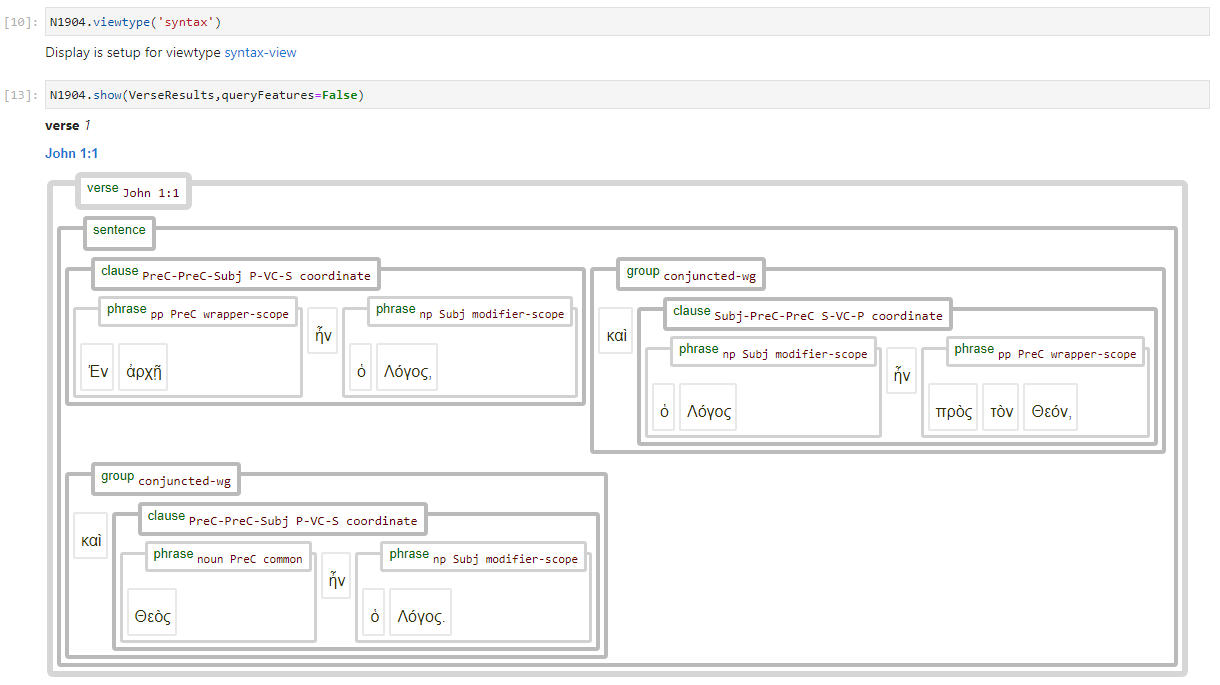 [10]: N1904.viewtype('syntax')
Display is setup for viewtype syntax-view
[13]: N1904.show(VerseResults,queryFeatures=False)
verse 1
John 1:1
verse John 1:1
sentence
clause PreC-PreC-Subj P-VC-S coordinate
phrase pp PreC wrapper-scope
Ἐν ἀρχῇ
ἦν
phrase np Subj modifier-scope
ὁ Λόγος,
group conjuncted-wg
καὶ
clause Subj-PreC-PreC S-VC-P coordinate
phrase np Subj modifier-scope
ὁ Λόγος
ἦν
phrase pp PreC wrapper-scope
πρὸς τὸν Θεόν,
group conjuncted-wg
καὶ
clause PreC-PreC-Subj P-VC-S coordinate
phrase noun PreC common
Θεὸς
ἦν
phrase np Subj modifier-scope
ὁ Λόγος.